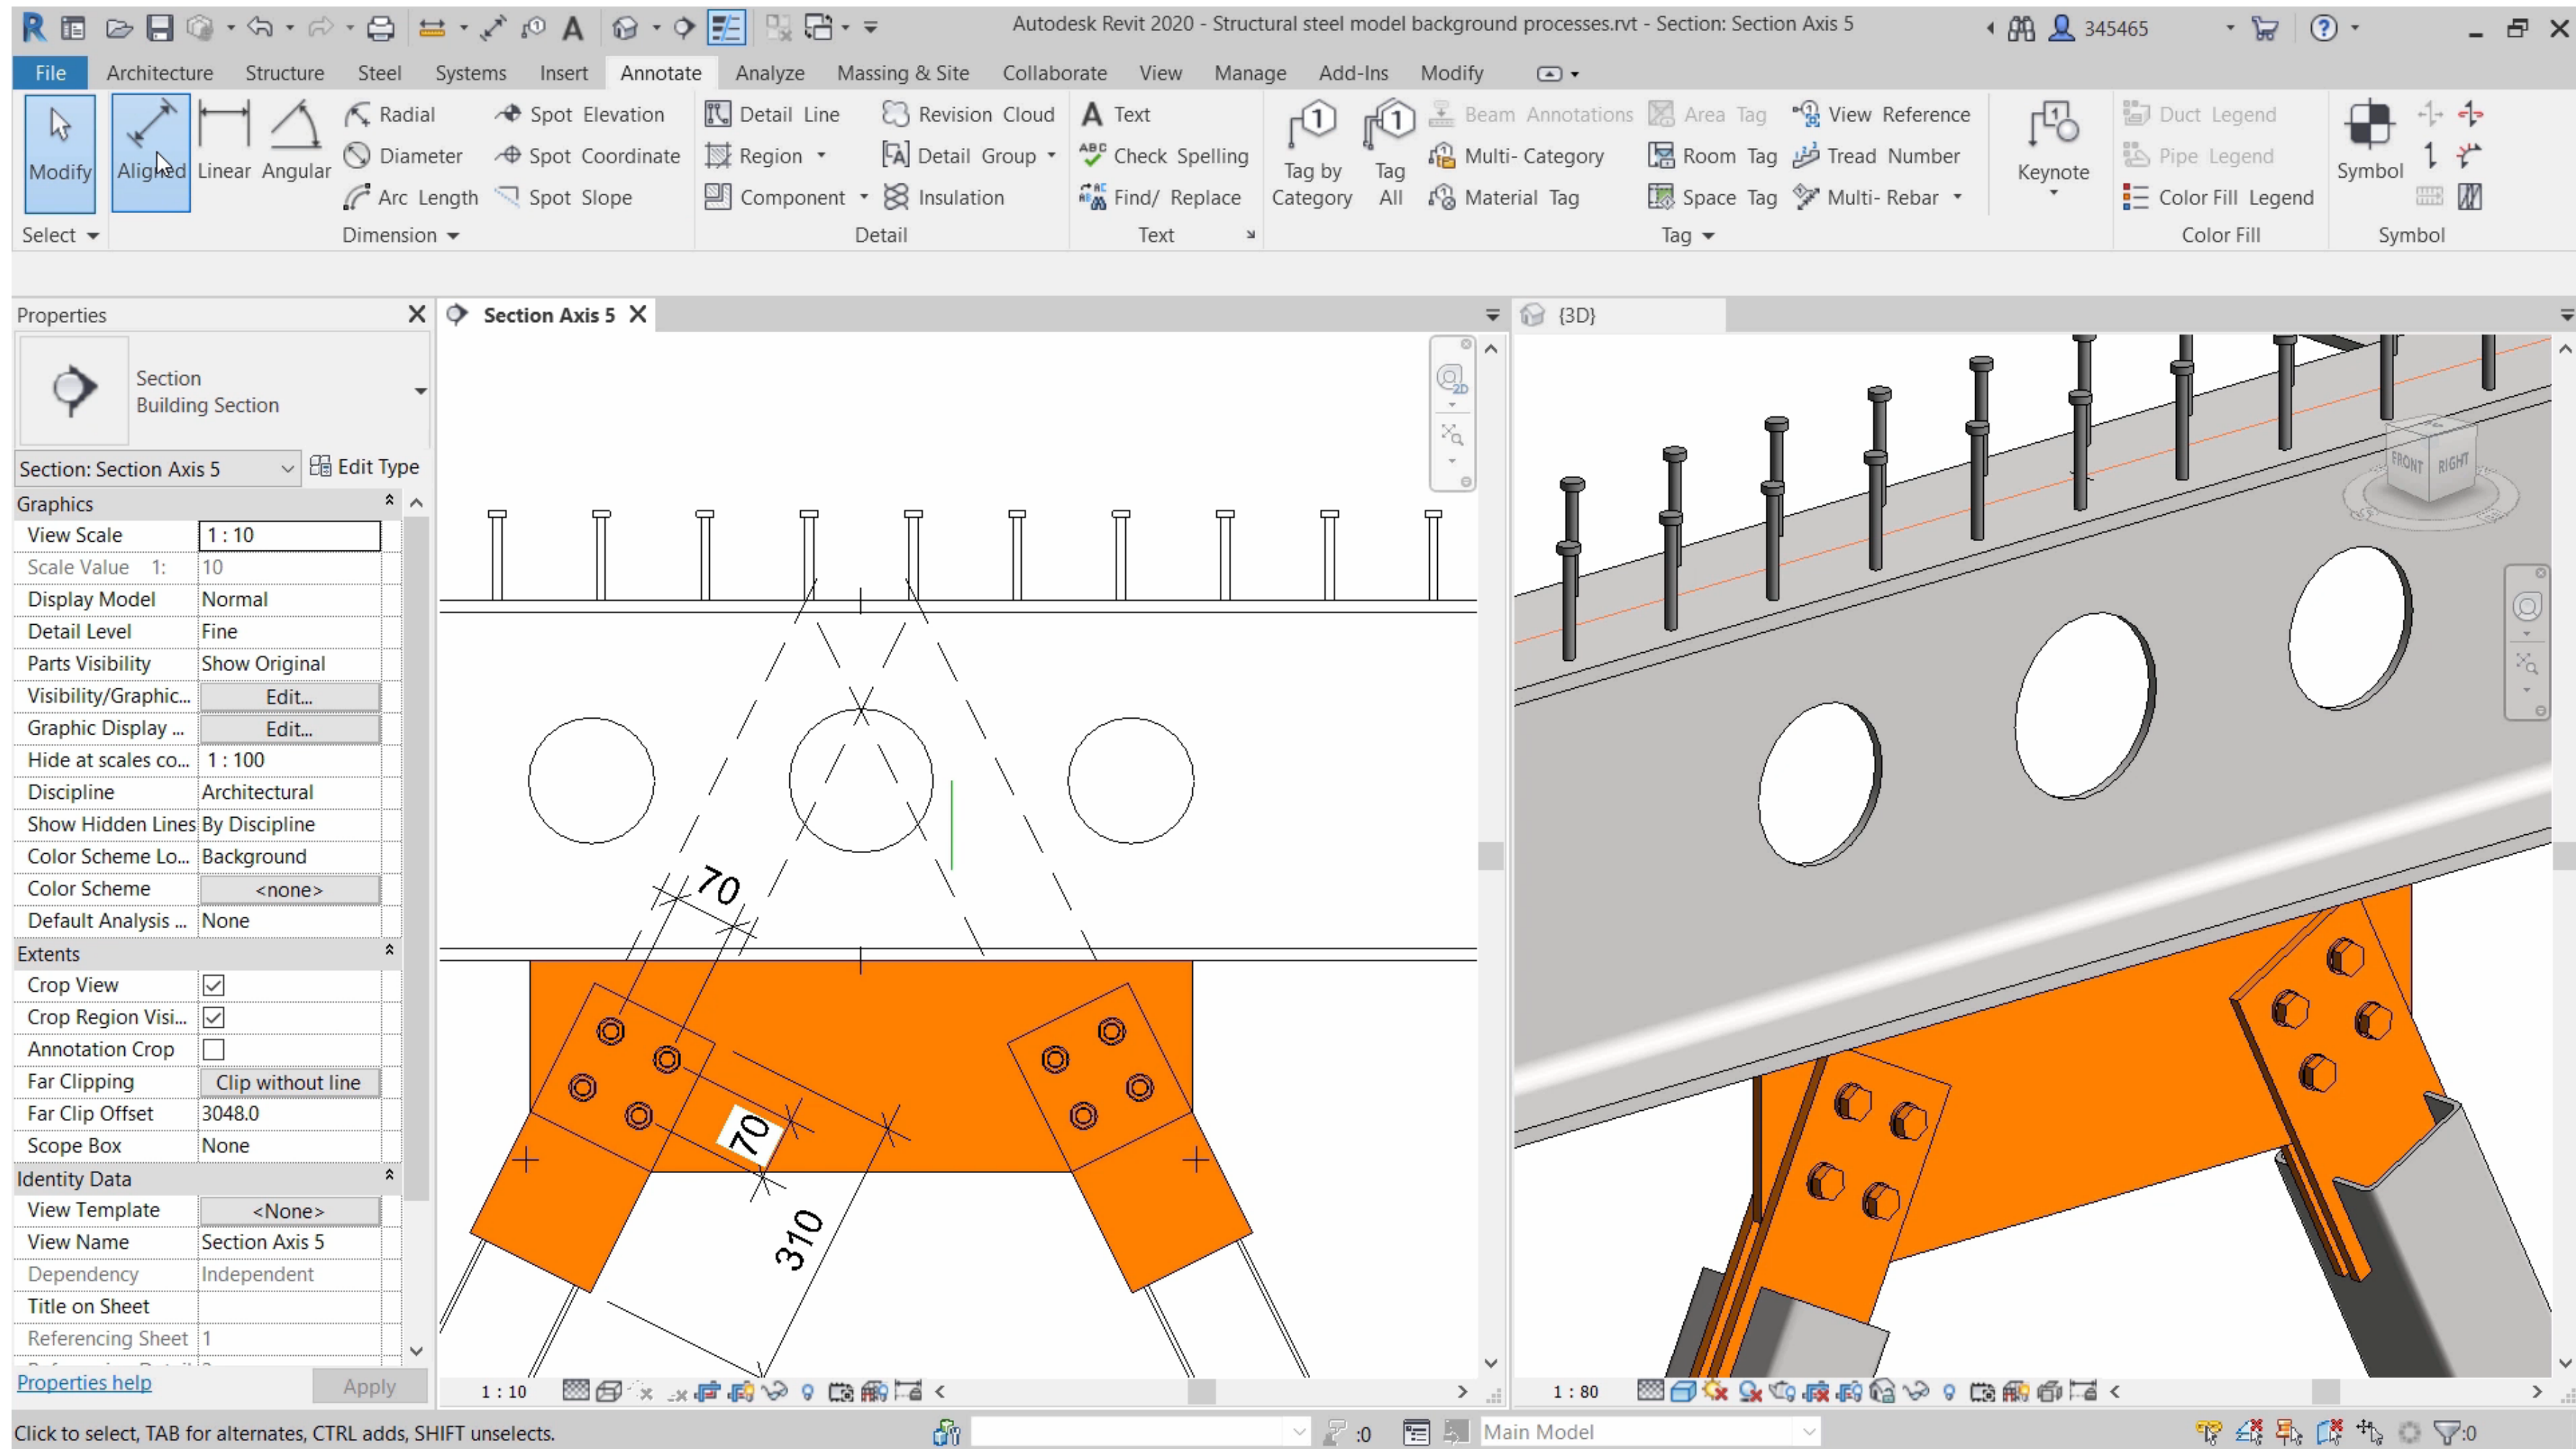 Autodesk Revit 2020 - Structural steel model background processes.rvt - Section: Section Axis 5
345465
File Architecture Structure Steel Systems Insert Annotate Analyze Massing & Site Collaborate View Manage Add-Ins Modify
Modify
Aligned
Linear
Angular
Radial
Diameter
Arc Length
Spot Elevation
Spot Coordinate
Spot Slope
Detail Line
Region
Component
Revision Cloud
Detail Group
Insulation
Text
Check Spelling
Find/ Replace
Tag by
Category
Tag
All
Beam Annotations
Multi- Category
Material Tag
Area Tag
Room Tag
Space Tag
View Reference
Tread Number
Multi- Rebar
Keynote
Duct Legend
Pipe Legend
Color Fill Legend
Symbol
Select Dimension Detail Text Tag Color Fill Symbol
Properties
Section
Building Section
Section: Section Axis 5 Edit Type
Graphics
View Scale 1 : 10
Scale Value 1: 10
Display Model Normal
Detail Level Fine
Parts Visibility Show Original
Visibility/Graphic... Edit...
Graphic Display ... Edit...
Hide at scales co... 1 : 100
Discipline Architectural
Show Hidden Lines By Discipline
Color Scheme Lo... Background
Color Scheme <none>
Default Analysis ... None
Extents
Crop View
Crop Region Visi...
Annotation Crop
Far Clipping Clip without line
Far Clip Offset 3048.0
Scope Box None
Identity Data
View Template <None>
View Name Section Axis 5
Dependency Independent
Title on Sheet
Referencing Sheet 1
Properties help Apply
Section Axis 5
2D
70
70
310
1 : 10
{3D}
FRONT
RIGHT
1 : 80
Click to select, TAB for alternates, CTRL adds, SHIFT unselects.
:0
Main Model
:0